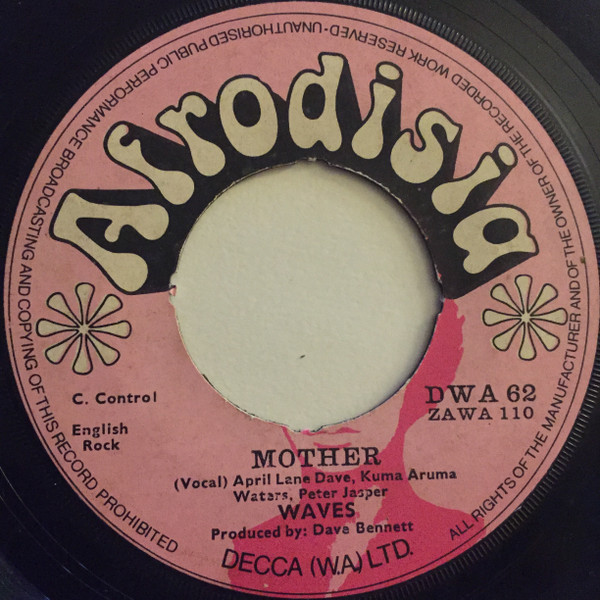 UNAUTHORISED PUBLIC PERFORMANCE BROADCASTING AND COPYING OF THIS RECORD PROHIBITED
ALL RIGHTS OF THE MANUFACTURER AND OF THE OWNER OF THE RECORDED WORK RESERVED -
Afrodisia
C. Control
English
Rock
DWA 62
ZAWA 110
MOTHER
(Vocal) April Lane Dave, Kuma Aruma
Watars, Peter Jasper
WAVES
Produced by: Dava Bennett
DECCA (W.A.) LTD.